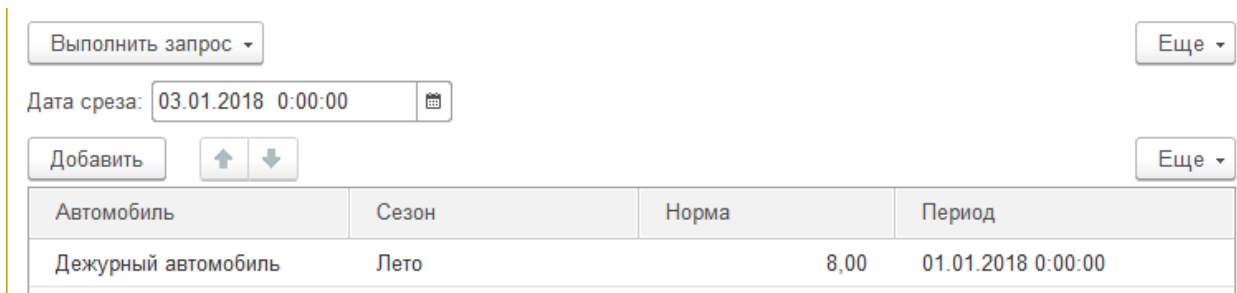 Выполнить запрос Еще
Дата среза: 03.01.2018 0:00:00
Добавить Еще
Автомобиль Сезон Норма Период
Дежурный автомобиль Лето 8,00 01.01.2018 0:00:00